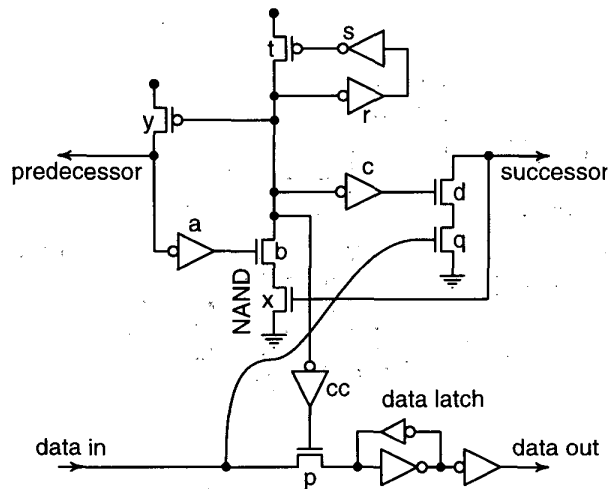 s
t
r
y
predecessor
c
successor
d
a
b
q
NAND
x
cc
data latch
data in
data out
p